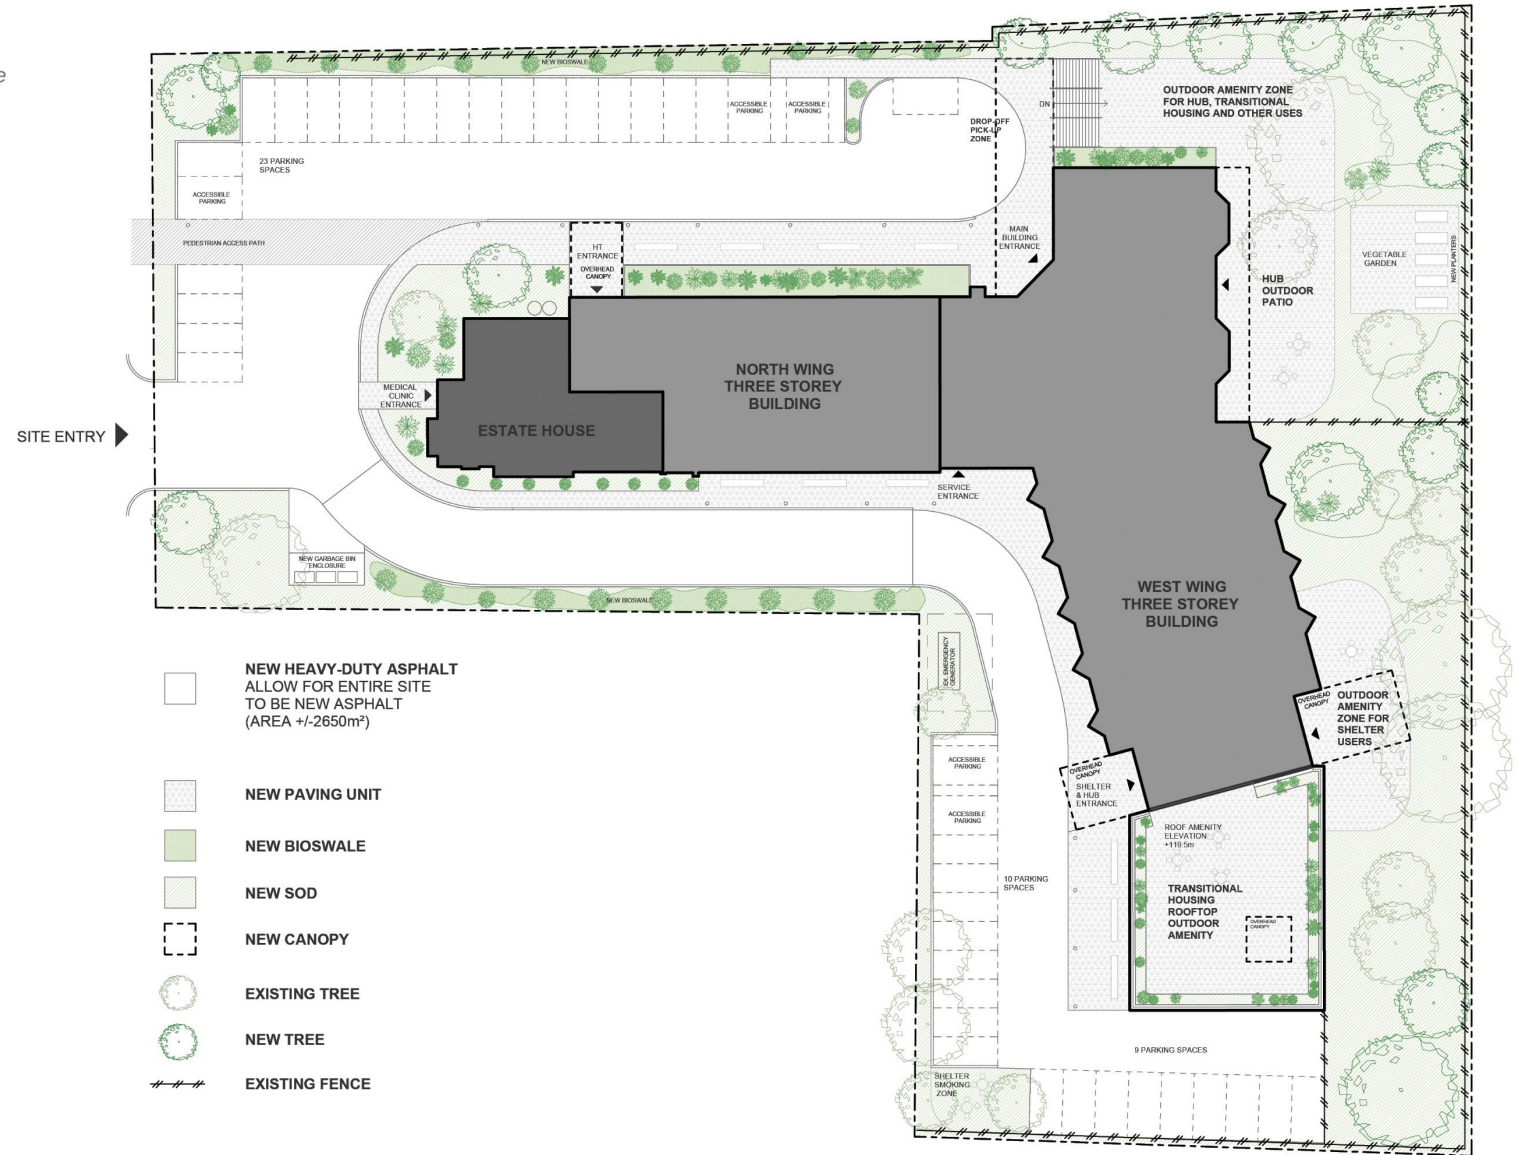 e
NEW BIOSWALE
ACCESSIBLE
PARKING
ACCESSIBLE
PARKING
DROP-OFF
PICK-UP
ZONE
DN
OUTDOOR AMENITY ZONE
FOR HUB, TRANSITIONAL
HOUSING AND OTHER USES
23 PARKING
SPACES
ACCESSIBLE
PARKING
PEDESTRIAN ACCESS PATH
HT
ENTRANCE
OVERHEAD
CANOPY
MAIN
BUILDING
ENTRANCE
HUB
OUTDOOR
PATIO
VEGETABLE
GARDEN
NEW PLANTERS
MEDICAL
CLINIC
ENTRANCE
NORTH WING
THREE STOREY
BUILDING
ESTATE HOUSE
SITE ENTRY
SERVICE
ENTRANCE
NEW GARBAGE BIN
ENCLOSURE
NEW BIOSWALE
WEST WING
THREE STOREY
BUILDING
EX. EMERGENCY
GENERATOR
OVERHEAD
CANOPY
OUTDOOR
AMENITY
ZONE FOR
SHELTER
USERS
ACCESSIBLE
PARKING
ACCESSIBLE
PARKING
OVERHEAD
CANOPY
SHELTER
& HUB
ENTRANCE
ROOF AMENITY
ELEVATION
+119.5m
10 PARKING
SPACES
TRANSITIONAL
HOUSING
ROOFTOP
OUTDOOR
AMENITY
OVERHEAD
CANOPY
9 PARKING SPACES
SHELTER
SMOKING
ZONE
NEW HEAVY-DUTY ASPHALT
ALLOW FOR ENTIRE SITE
TO BE NEW ASPHALT
(AREA +/-2650m²)
NEW PAVING UNIT
NEW BIOSWALE
NEW SOD
NEW CANOPY
EXISTING TREE
NEW TREE
EXISTING FENCE